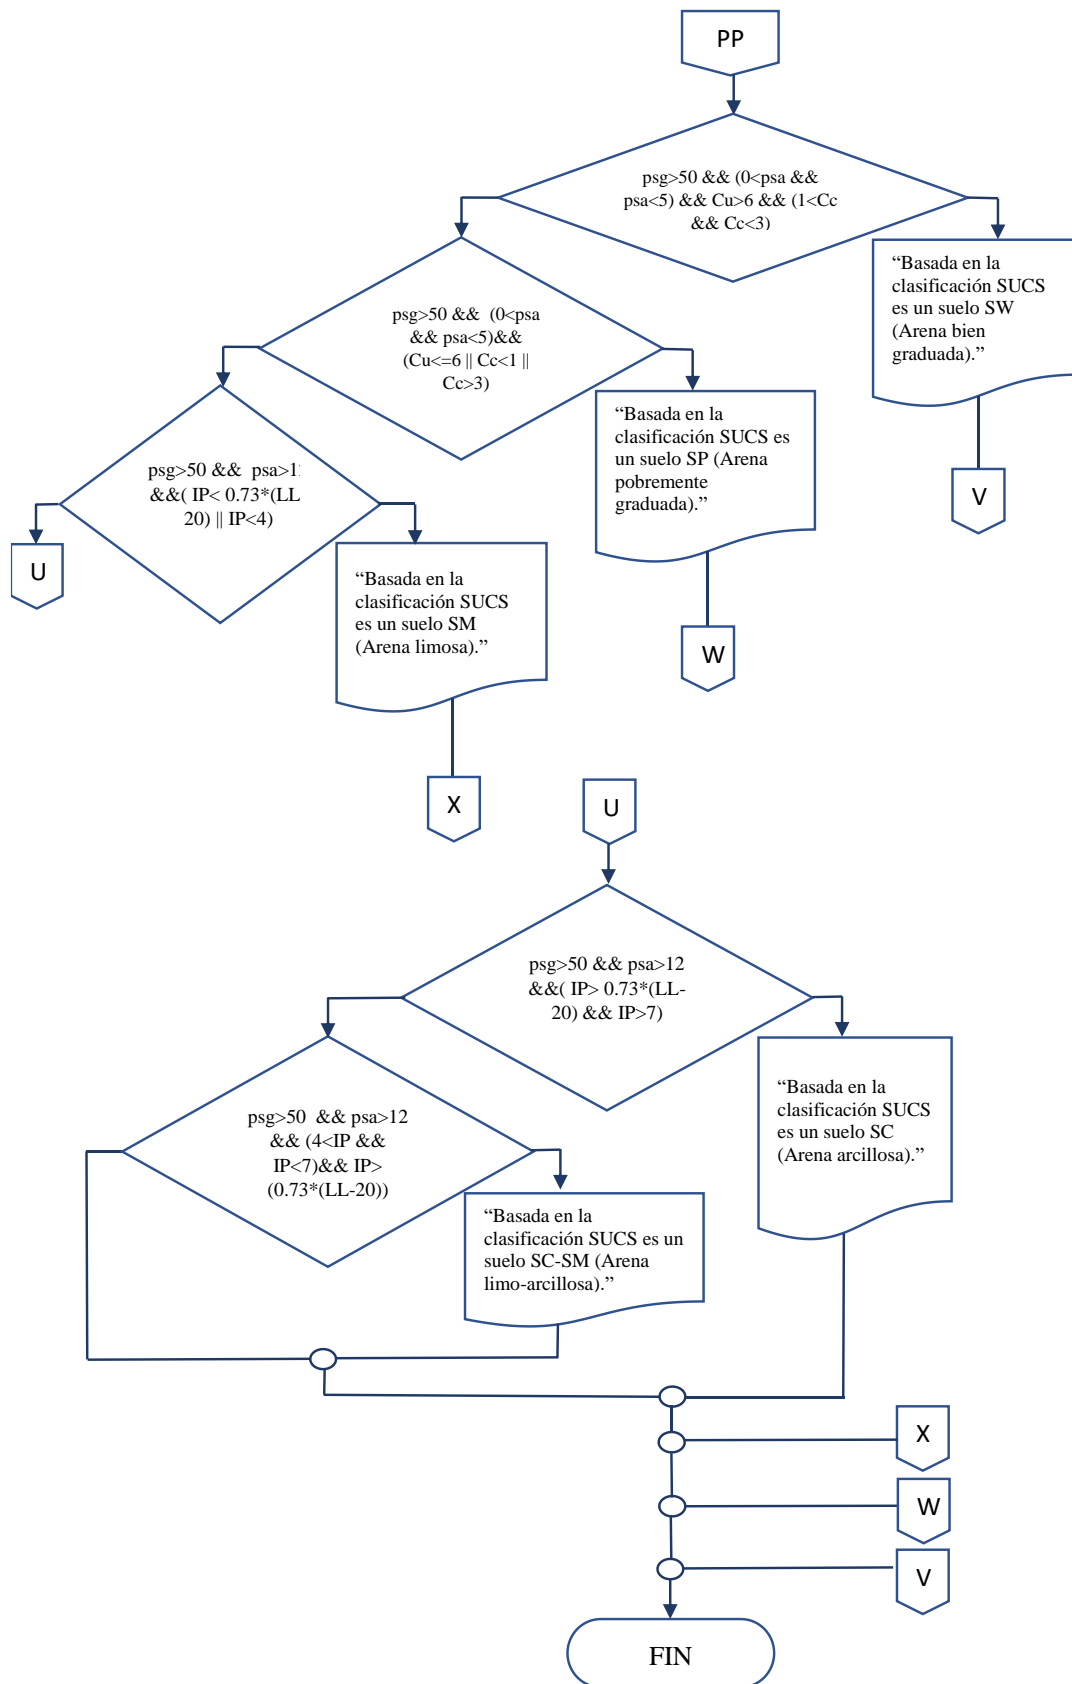 PP
psg>50 && (0<psa &&
psa<5) && Cu>6 && (1<Cc
&& Cc<3)
“Basada en la
clasificación SUCS
es un suelo SW
(Arena bien
graduada).”
V
psg>50 && (0<psa
&& psa<5)&&
(Cu<=6 || Cc<1 ||
Cc>3)
“Basada en la
clasificación SUCS es
un suelo SP (Arena
pobremente
graduada).”
W
psg>50 && psa>1
&&( IP< 0.73*(LL
20) || IP<4)
U
“Basada en la
clasificación SUCS
es un suelo SM
(Arena limosa).”
X
U
psg>50 && psa>12
&&( IP> 0.73*(LL-
20) && IP>7)
“Basada en la
clasificación SUCS
es un suelo SC
(Arena arcillosa).”
psg>50 && psa>12
&& (4<IP &&
IP<7)&& IP>
(0.73*(LL-20))
“Basada en la
clasificación SUCS es un
suelo SC-SM (Arena
limo-arcillosa).”
X
W
V
FIN